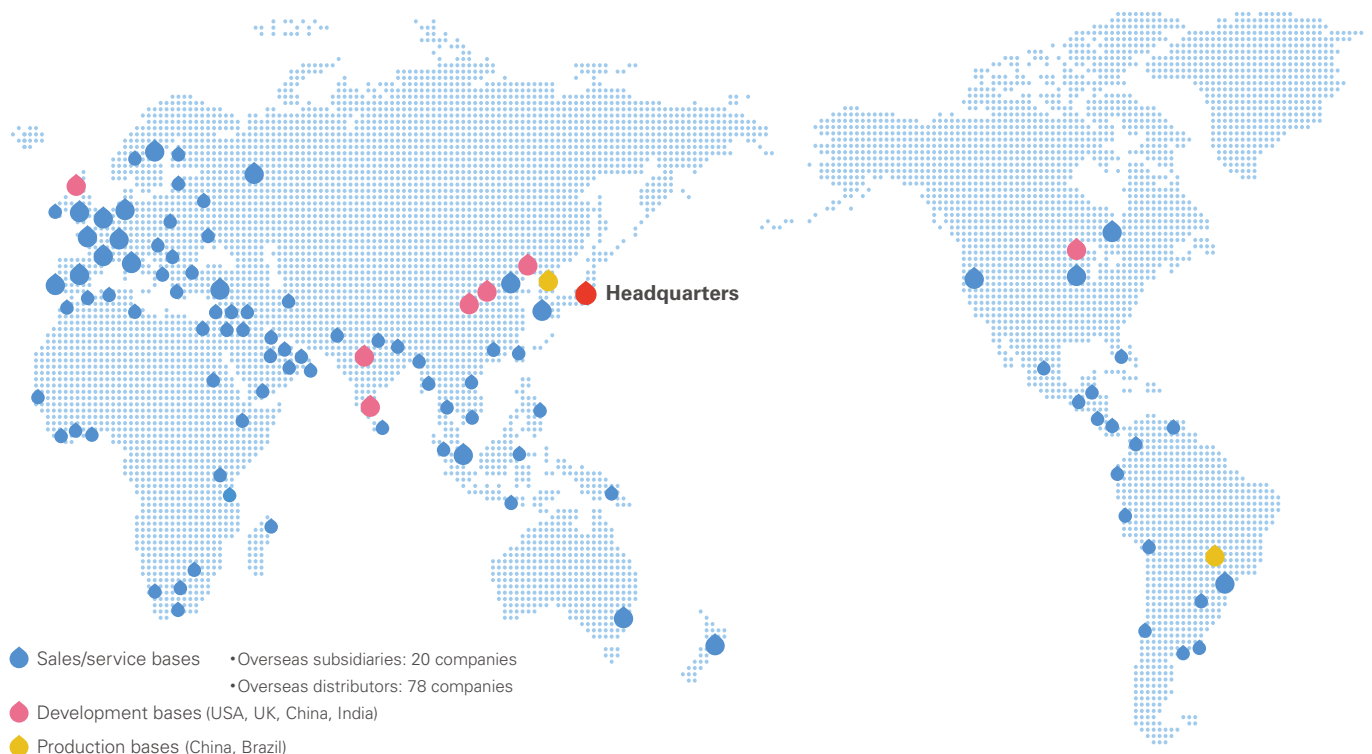 Headquarters
Sales/service bases
•Overseas subsidiaries: 20 companies
•Overseas distributors: 78 companies
Development bases (USA, UK, China, India)
Production bases (China, Brazil)